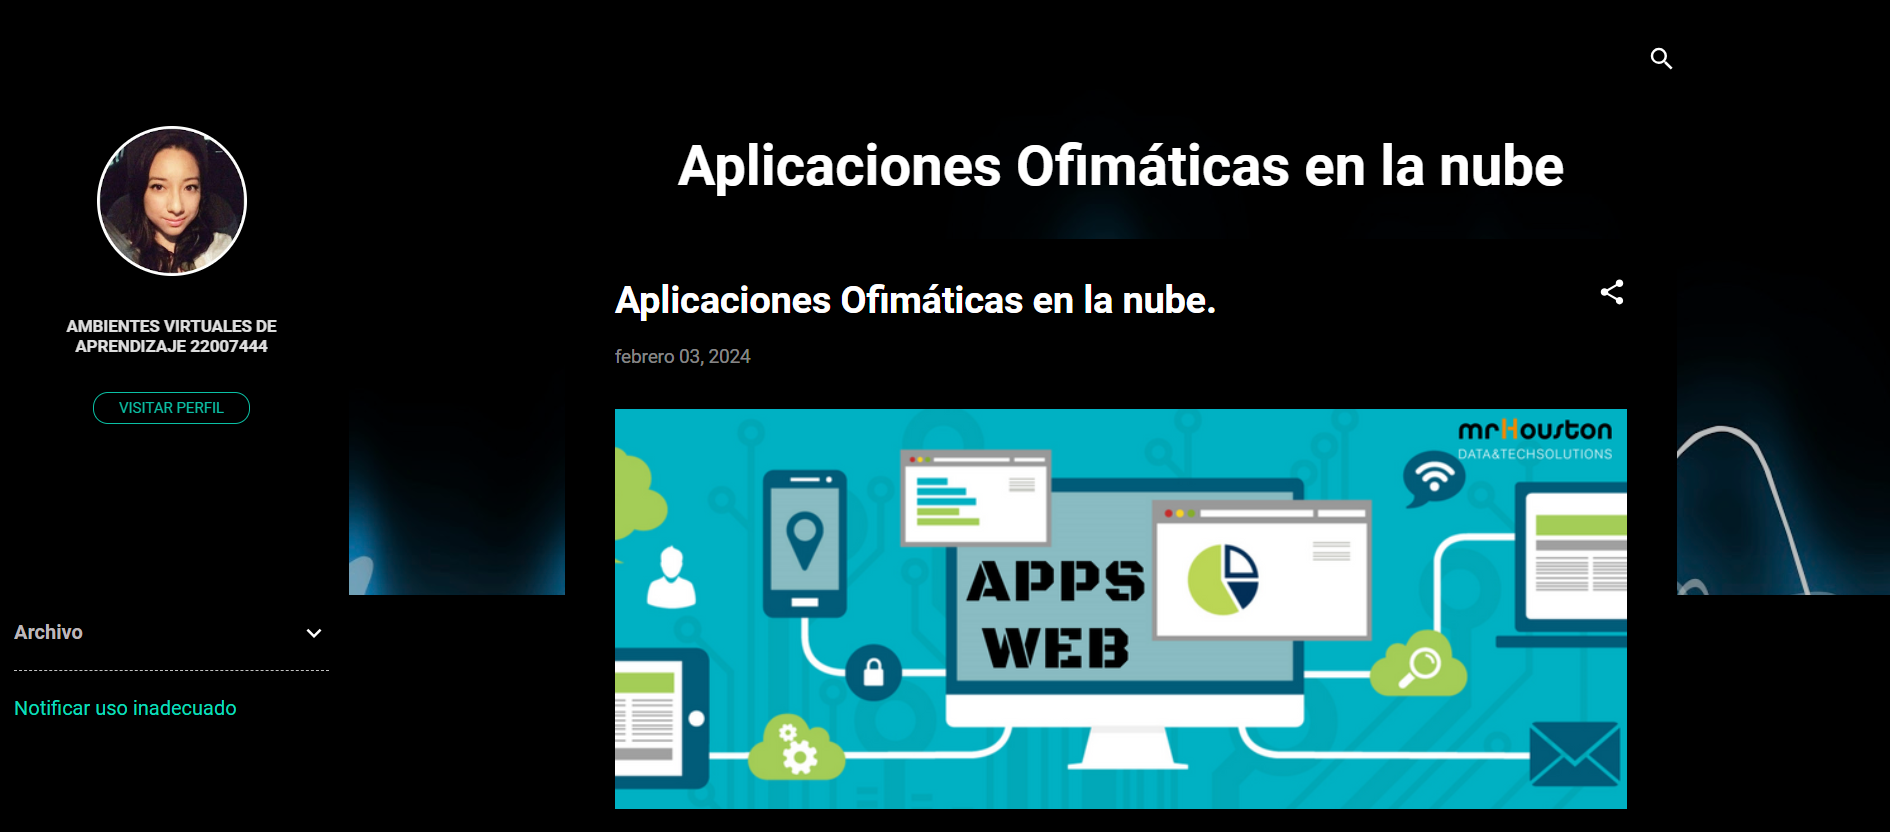 Aplicaciones Ofimáticas en la nube
AMBIENTES VIRTUALES DE
APRENDIZAJE 22007444
VISITAR PERFIL
Archivo
Notificar uso inadecuado
Aplicaciones Ofimáticas en la nube.
febrero 03, 2024
mrHouston
DATA&TECHSOLUTIONS
APPS
WEB